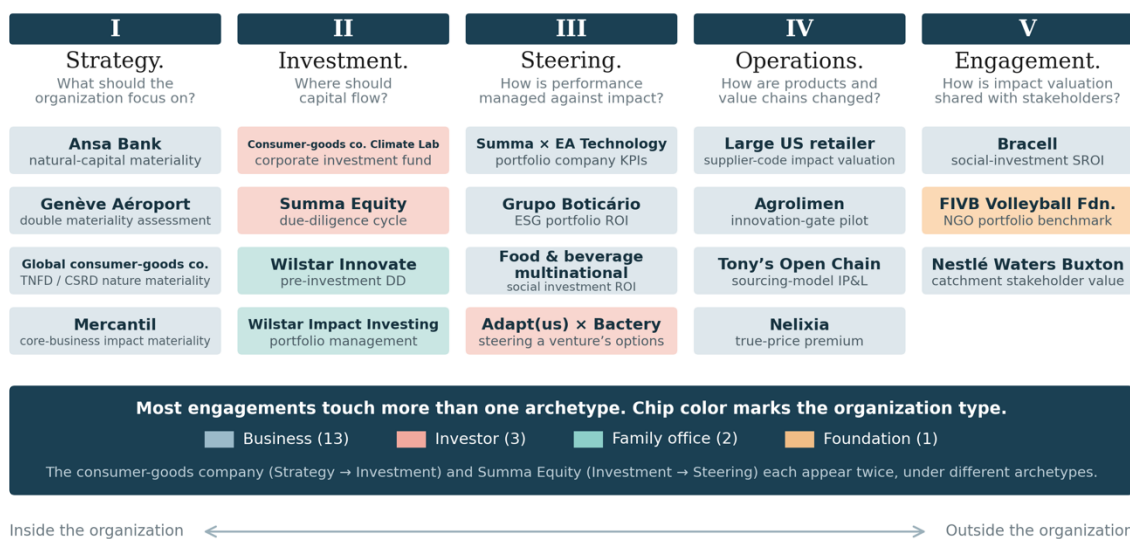 I
Strategy.
What should the
organization focus on?
Ansa Bank
natural-capital materiality
Genève Aéroport
double materiality assessment
Global consumer-goods co.
TNFD / CSRD nature materiality
Mercantil
core-business impact materiality
II
Investment.
Where should
capital flow?
Consumer-goods co. Climate Lab
corporate investment fund
Summa Equity
due-diligence cycle
Wilstar Innovate
pre-investment DD
Wilstar Impact Investing
portfolio management
III
Steering.
How is performance
managed against impact?
Summa × EA Technology
portfolio company KPIs
Grupo Boticário
ESG portfolio ROI
Food & beverage
multinational
social investment ROI
Adapt(us) × Bactery
steering a venture's options
IV
Operations.
How are products and
value chains changed?
Large US retailer
supplier-code impact valuation
Agrolimen
innovation-gate pilot
Tony's Open Chain
sourcing-model IP&L
Nelixia
true-price premium
V
Engagement.
How is impact valuation
shared with stakeholders?
Bracell
social-investment SROI
FIVB Volleyball Fdn.
NGO portfolio benchmark
Nestlé Waters Buxton
catchment stakeholder value
Most engagements touch more than one archetype. Chip color marks the organization type.
Business (13)
Investor (3)
Family office (2)
Foundation (1)
The consumer-goods company (Strategy → Investment) and Summa Equity (Investment → Steering) each appear twice, under different archetypes.
Inside the organization
Outside the organization